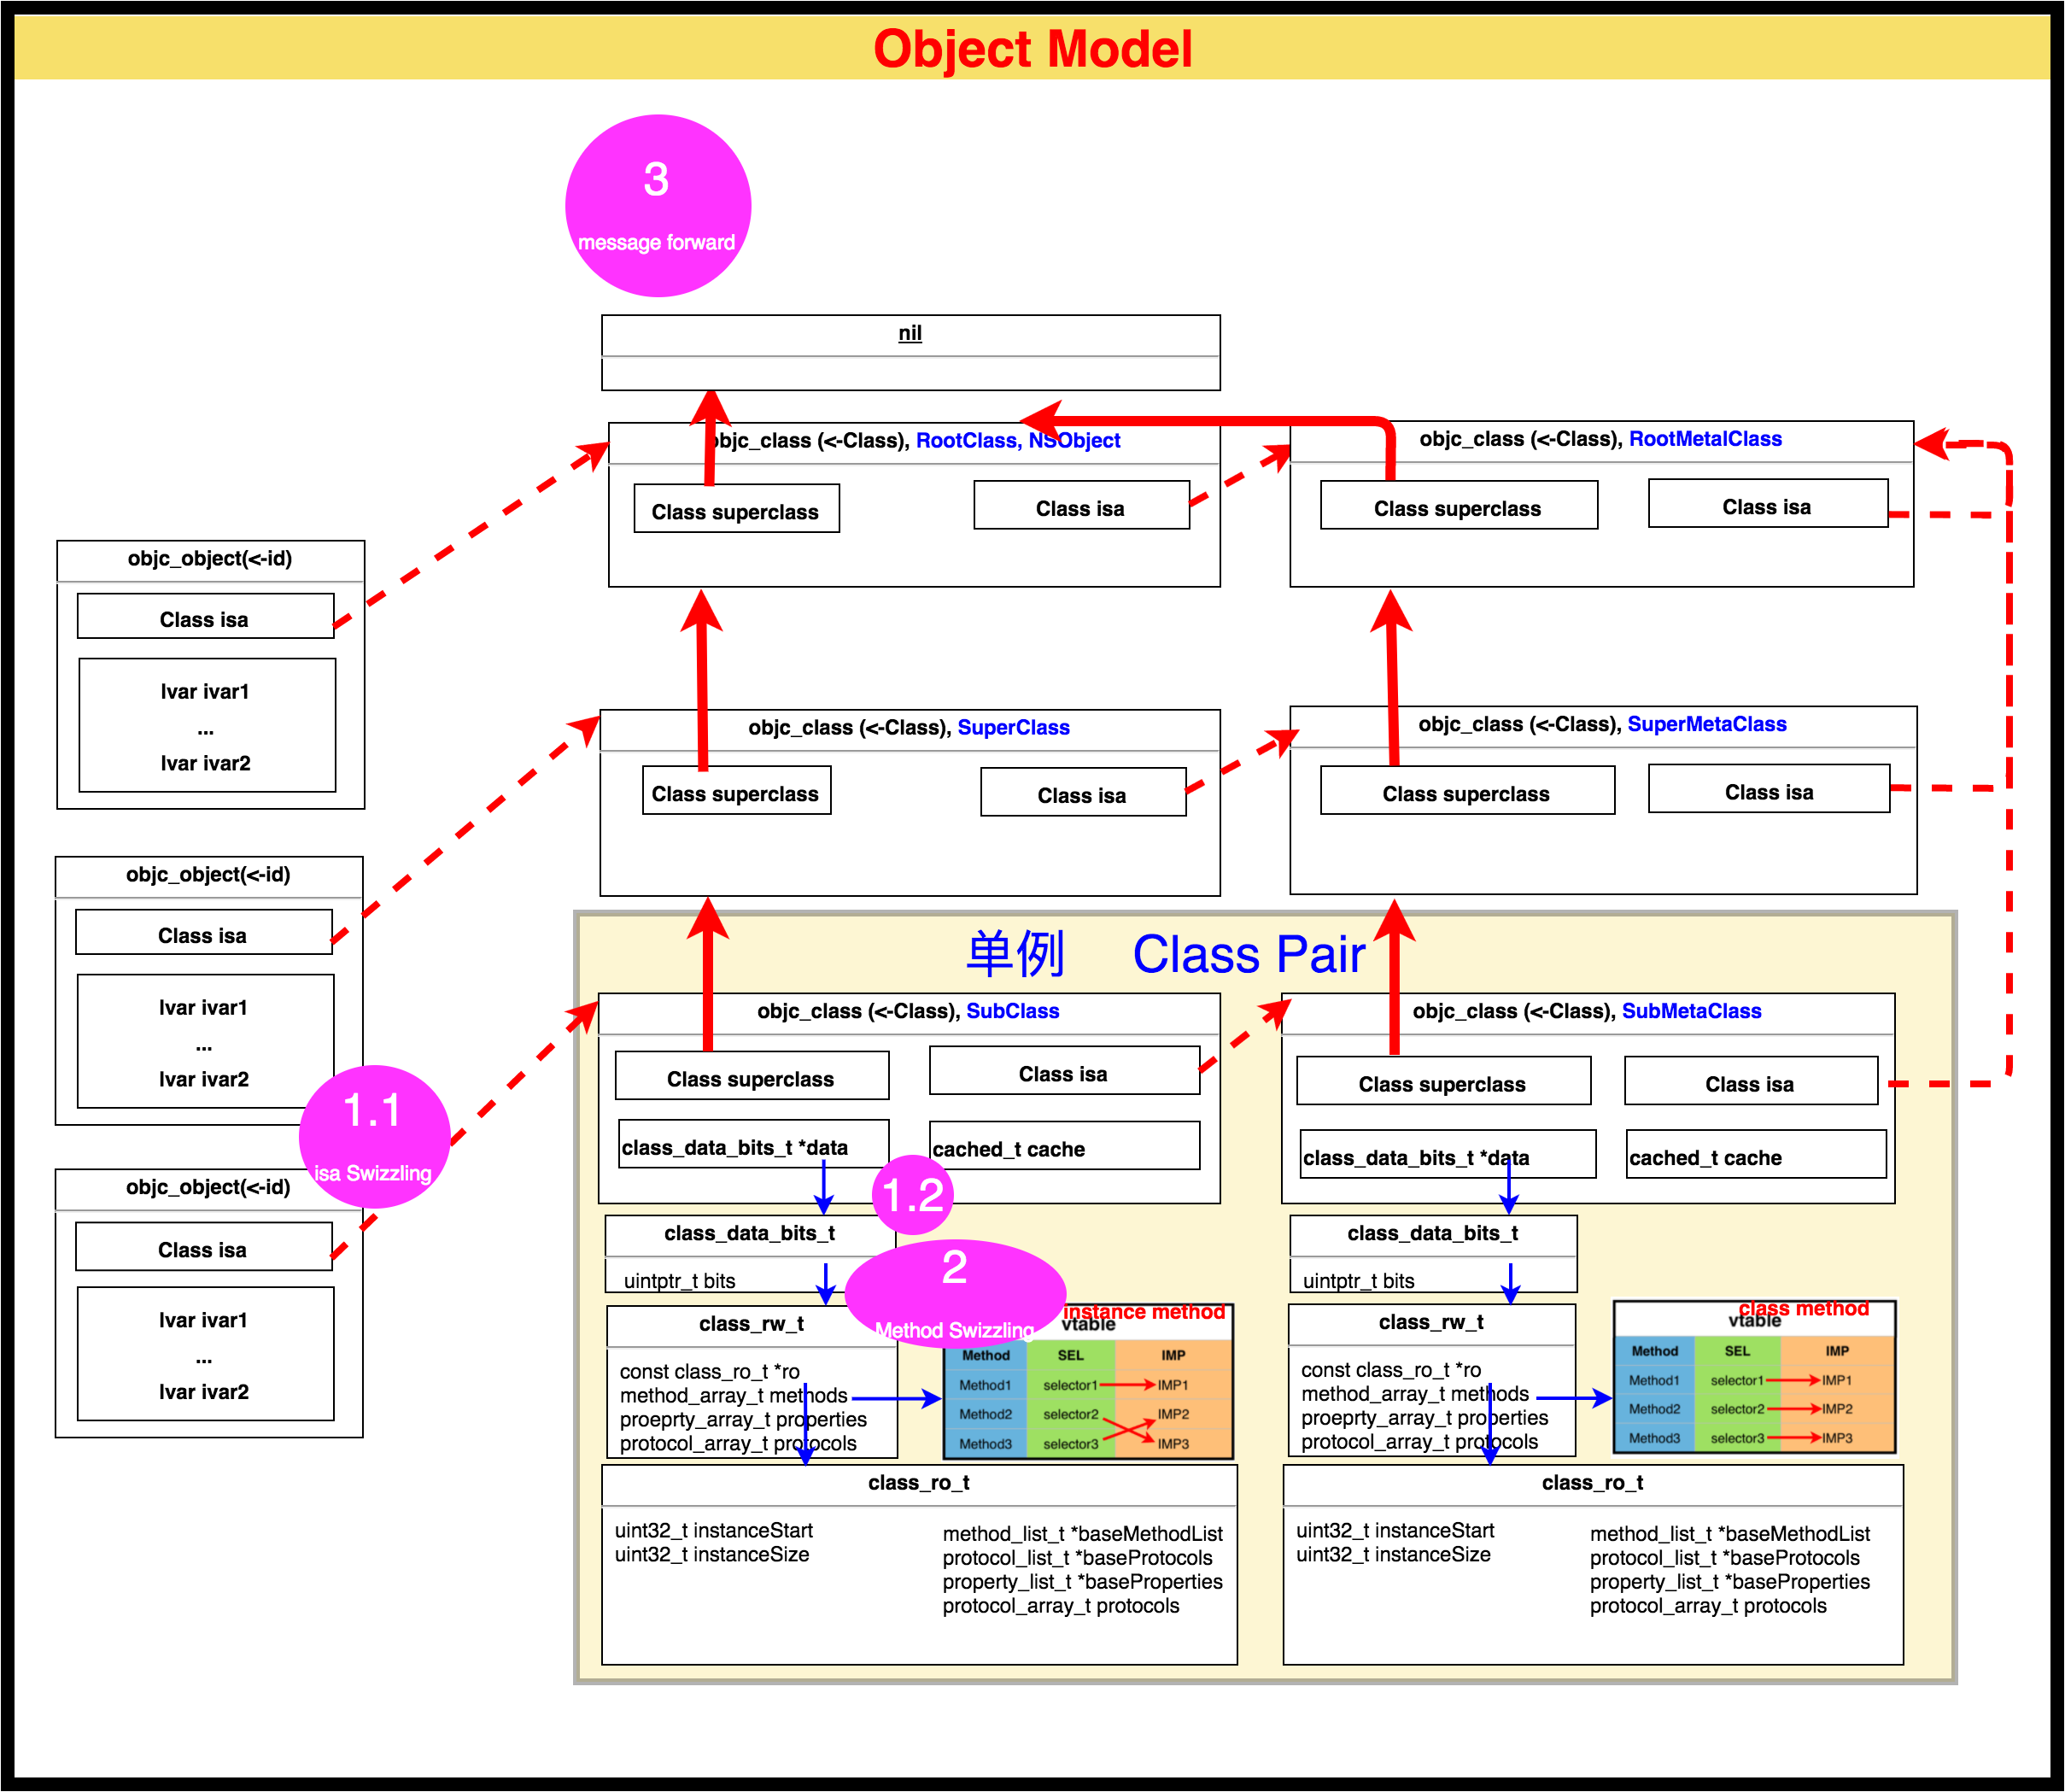 Object Model
3
message forward
nil
objc_class (<-Class), RootClass, NSObject
Class superclass
Class isa
objc_class (<-Class), RootMetalClass
Class superclass
Class isa
objc_object(<-id)
Class isa
Ivar ivar1
...
Ivar ivar2
objc_class (<-Class), SuperClass
Class superclass
Class isa
objc_class (<-Class), SuperMetaClass
Class superclass
Class isa
objc_object(<-id)
Class isa
Ivar ivar1
...
Ivar ivar2
1.1
isa Swizzling
objc_object(<-id)
Class isa
Ivar ivar1
...
Ivar ivar2
单例 Class Pair
objc_class (<-Class), SubClass
Class superclass
Class isa
class_data_bits_t *data
cached_t cache
1.2
class_data_bits_t
uintptr_t bits
2
Method Swizzling
class_rw_t
const class_ro_t *ro
method_array_t methods
proeprty_array_t properties
protocol_array_t protocols
instance method
vtable
Method SEL IMP
Method1 selector1 IMP1
Method2 selector2 IMP2
Method3 selector3 IMP3
class_ro_t
uint32_t instanceStart
uint32_t instanceSize
method_list_t *baseMethodList
protocol_list_t *baseProtocols
property_list_t *baseProperties
protocol_array_t protocols
objc_class (<-Class), SubMetaClass
Class superclass
Class isa
class_data_bits_t *data
cached_t cache
class_data_bits_t
uintptr_t bits
class_rw_t
const class_ro_t *ro
method_array_t methods
proeprty_array_t properties
protocol_array_t protocols
class method
vtable
Method SEL IMP
Method1 selector1 IMP1
Method2 selector2 IMP2
Method3 selector3 IMP3
class_ro_t
uint32_t instanceStart
uint32_t instanceSize
method_list_t *baseMethodList
protocol_list_t *baseProtocols
property_list_t *baseProperties
protocol_array_t protocols